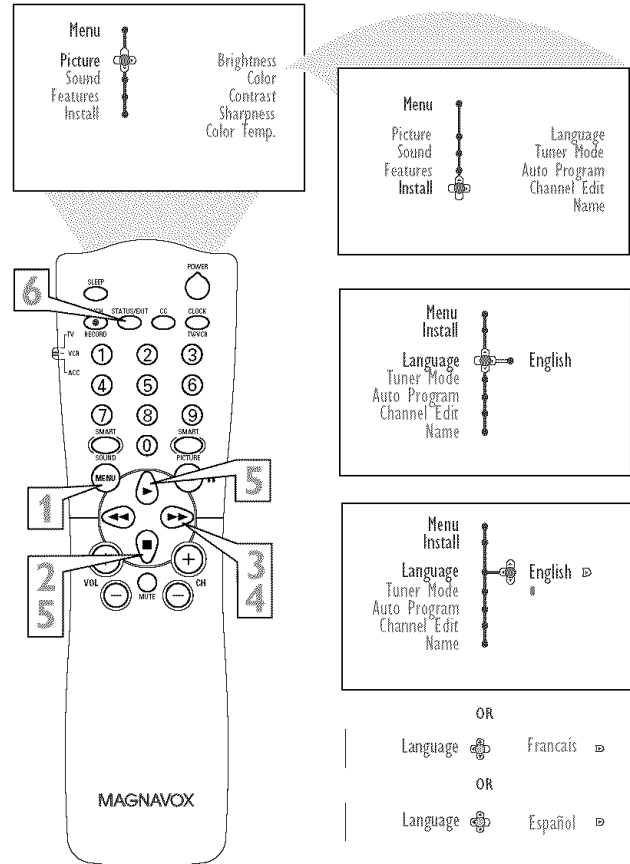 Menu
Picture
Sound
Features
Install
Brightness
Color
Contrast
Sharpness
Color Temp.
Menu
Picture
Sound
Features
Install
Language
Tuner Mode
Auto Program
Channel Edit
Name
Menu
Install
Language
Tuner Mode
Auto Program
Channel Edit
Name
English
Menu
Install
Language
Tuner Mode
Auto Program
Channel Edit
Name
English
OR
Language Francais
OR
Language Español
POWER
SLEEP
6
STATUS/EXIT CC CLOCK
TV RECORD TV/VCR
VCR
ACC
1 2 3
4 5 6
7 8 9
SMART 0 SMART
SOUND PICTURE
MENU
1
5
2
5
3
4
VOL MUTE CH
MAGNAVOX